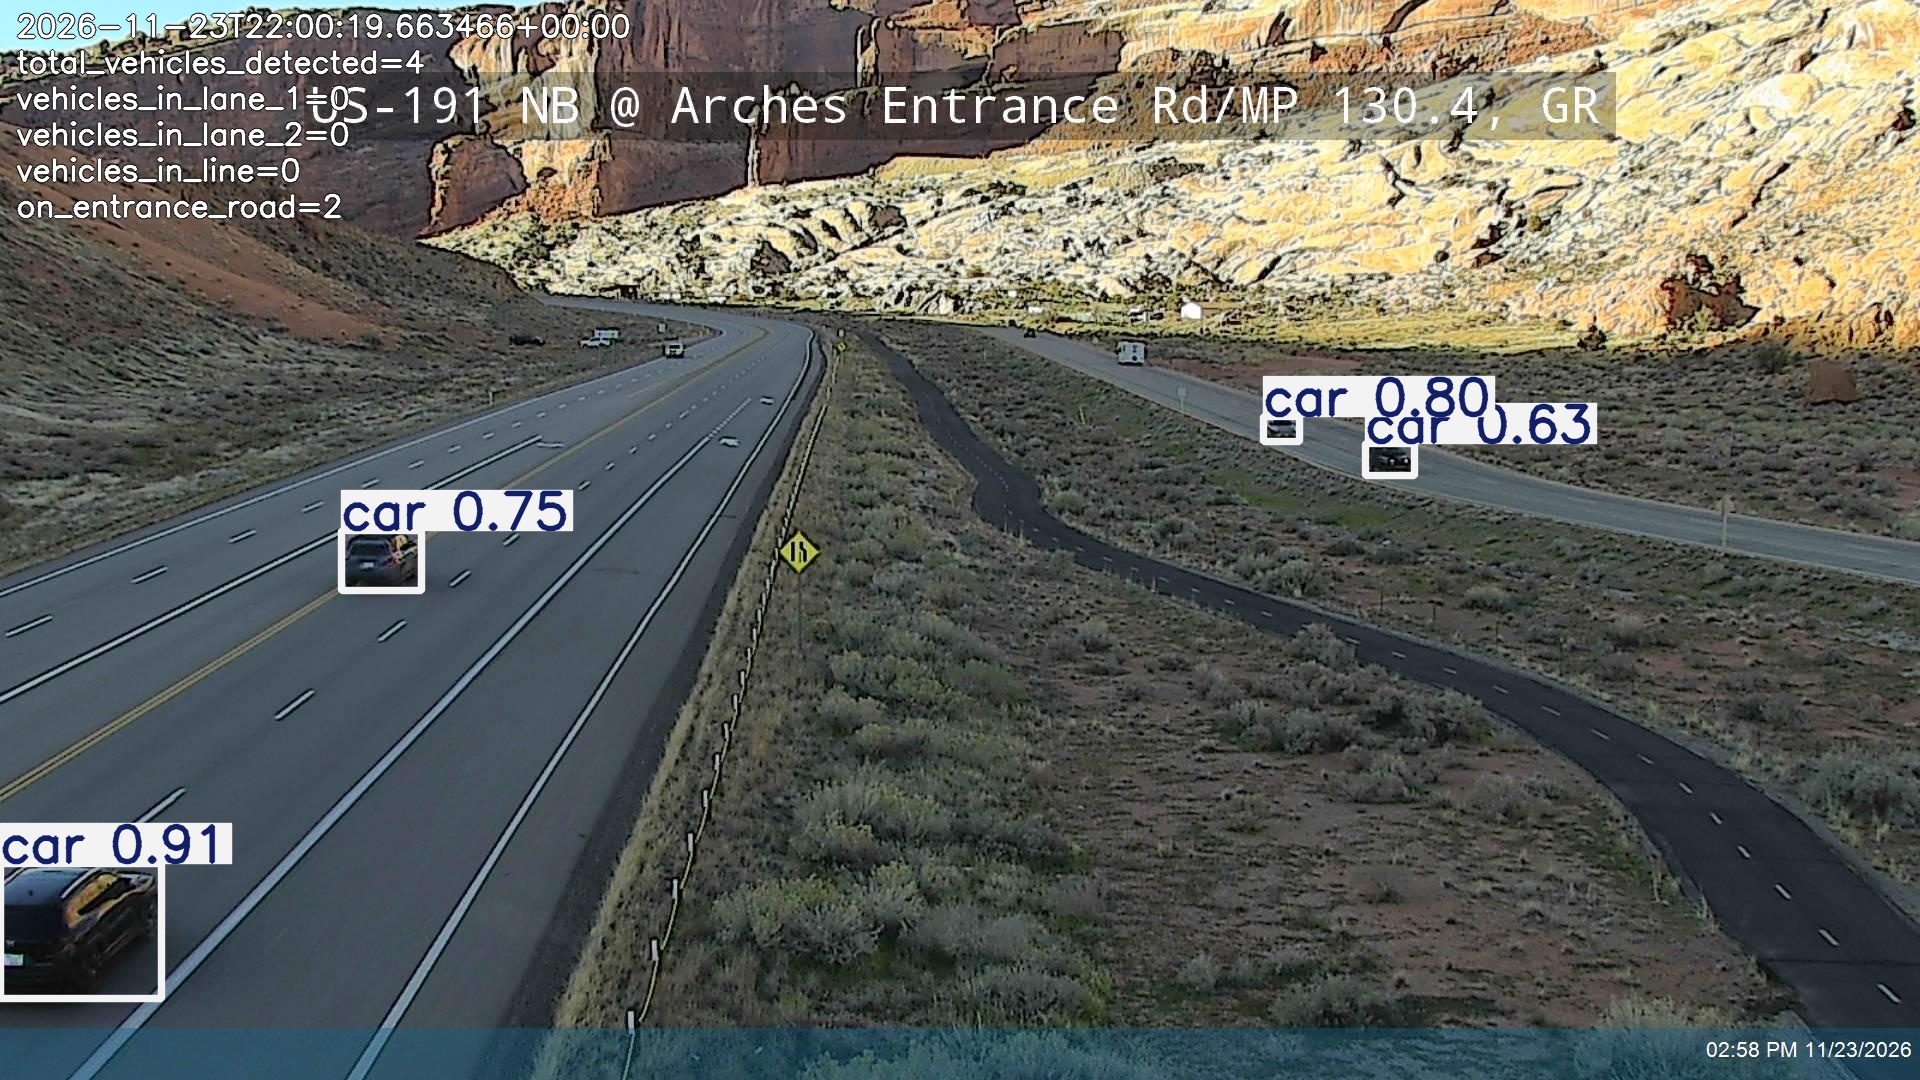 2026-11-23T22:00:19.663466+00:00
total_vehicles_detected=4
vehicles_in_lane_1=0
US-191 NB @ Arches Entrance Rd/MP 130.4, GR
vehicles_in_lane_2=0
vehicles_in_line=0
on_entrance_road=2
car 0.80
car 0.63
car 0.75
car 0.91
02:58 PM 11/23/2026